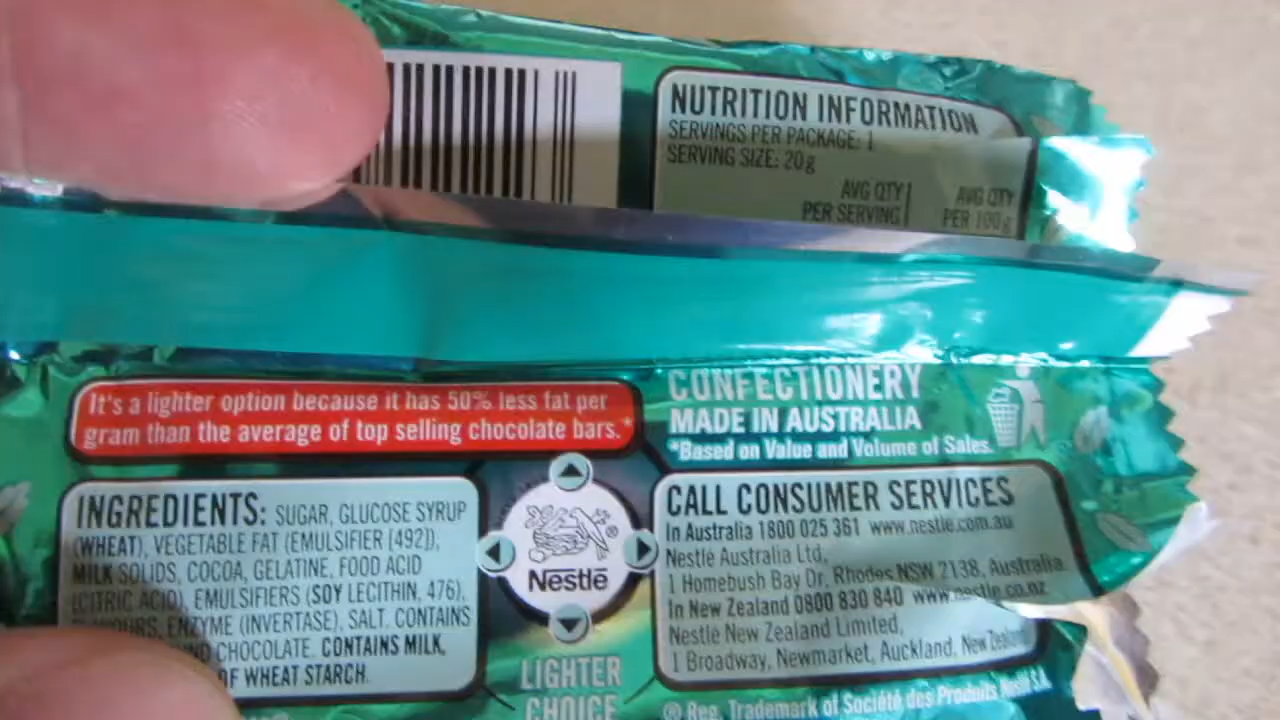 NUTRITION INFORMATION
SERVINGS PER PACKAGE: 1
SERVING SIZE: 20g
AVG QTY AVG QTY
PER SERVING PER 100g
It's a lighter option because it has 50% less fat per
gram than the average of top selling chocolate bars.*
CONFECTIONERY
MADE IN AUSTRALIA
*Based on Value and Volume of Sales.
INGREDIENTS: SUGAR, GLUCOSE SYRUP
(WHEAT), VEGETABLE FAT (EMULSIFIER [492]),
MILK SOLIDS, COCOA, GELATINE, FOOD ACID
(CITRIC ACID), EMULSIFIERS (SOY LECITHIN, 476),
ENZYME (INVERTASE), SALT. CONTAINS
CHOCOLATE. CONTAINS MILK,
OF WHEAT STARCH.
Nestlé
LIGHTER
CHOICE
CALL CONSUMER SERVICES
In Australia 1800 025 361 www.nestle.com.au
Nestlé Australia Ltd,
1 Homebush Bay Dr, Rhodes NSW 2138, Australia.
In New Zealand 0800 830 840 www.nestle.co.nz
Nestlé New Zealand Limited,
1 Broadway, Newmarket, Auckland, New Zealand
® Reg. Trademark of Société des Produits Nestlé S.A.